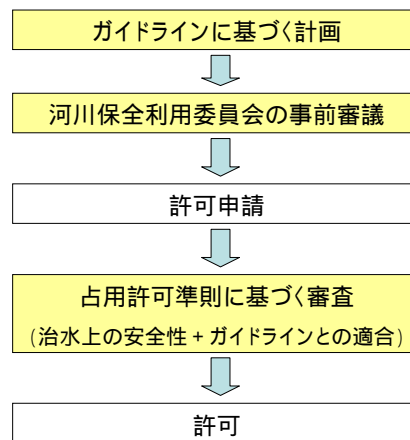 ガイドラインに基づく計画
河川保全利用委員会の事前審議
許可申請
占用許可準則に基づく審査
(治水上の安全性+ガイドラインとの適合)
許可